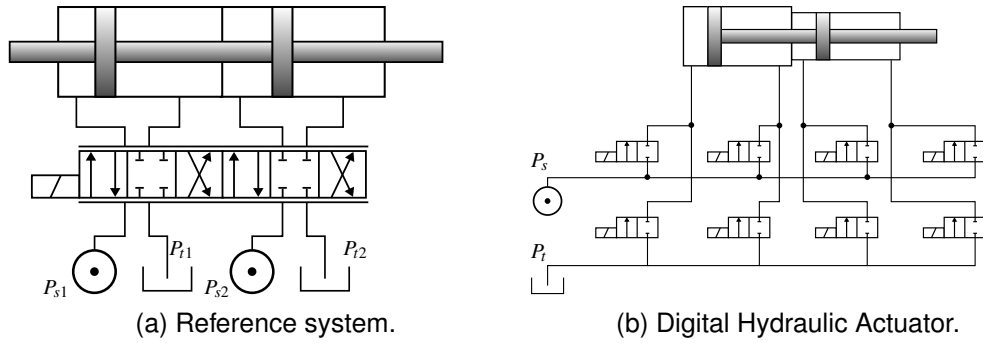 P_s
P_t1
P_t2
P_s1
P_s2
P_t
(a) Reference system.
(b) Digital Hydraulic Actuator.